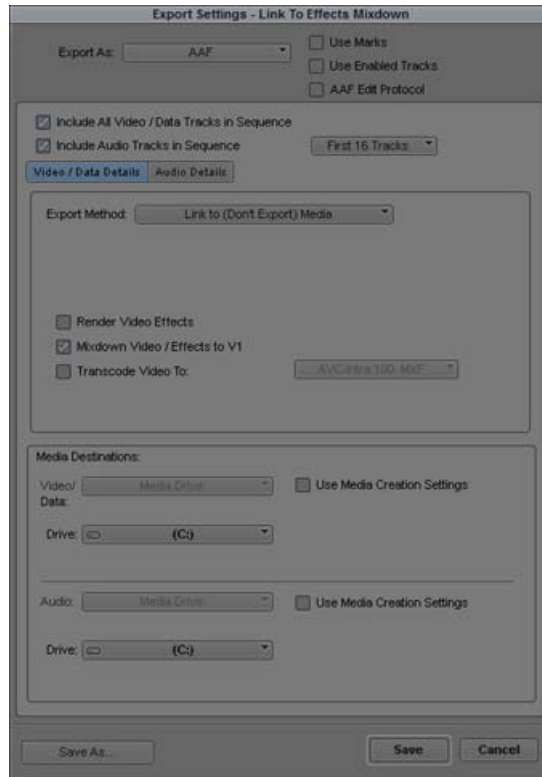 Export Settings - Link To Effects Mixdown
Export As: AAF
Use Marks
Use Enabled Tracks
AAF Edit Protocol
Include All Video / Data Tracks in Sequence
Include Audio Tracks in Sequence First 16 Tracks
Video / Data Details Audio Details
Export Method: Link to (Don't Export) Media
Render Video Effects
Mixdown Video / Effects to V1
Transcode Video To: AVC-Intra 100 MXF
Media Destinations:
Video/ Media Drive Use Media Creation Settings
Data:
Drive: (C:)
Audio: Media Drive Use Media Creation Settings
Drive: (C:)
Save As... Save Cancel